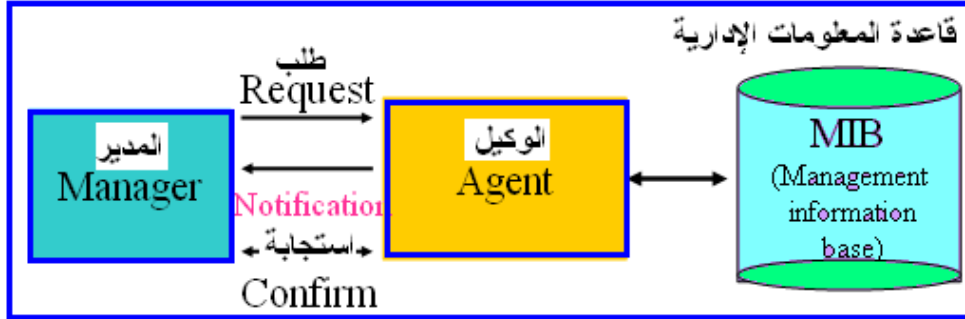 قاعدة المعلومات الإدارية
طلب
Request
المدير
Manager
Notification
استجابة
Confirm
الوكيل
Agent
MIB
(Management
information
base)